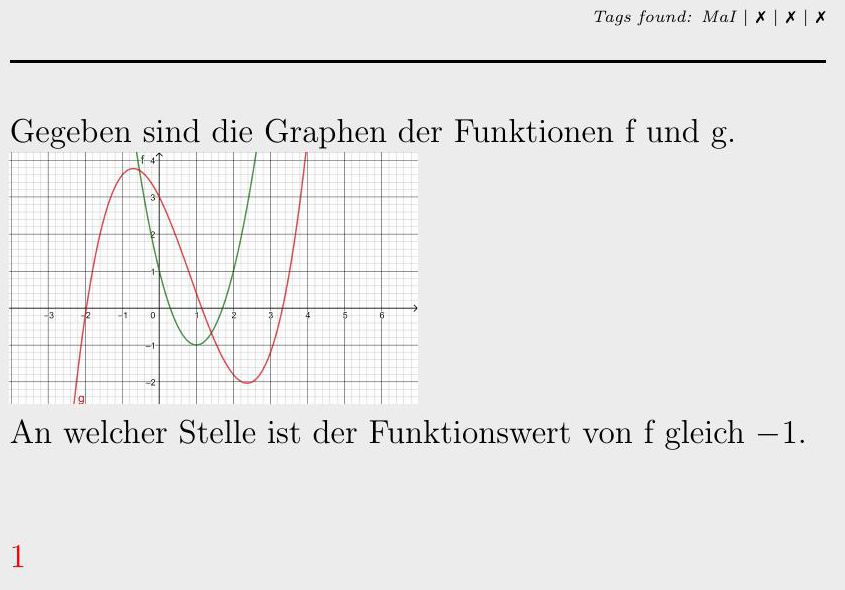 Tags found: MaI | ✗ | ✗ | ✗
Gegeben sind die Graphen der Funktionen f und g.
f 4
3
2
1
−3 −2 −1 0 1 2 3 4 5 6
−1
−2
g
An welcher Stelle ist der Funktionswert von f gleich −1.
1